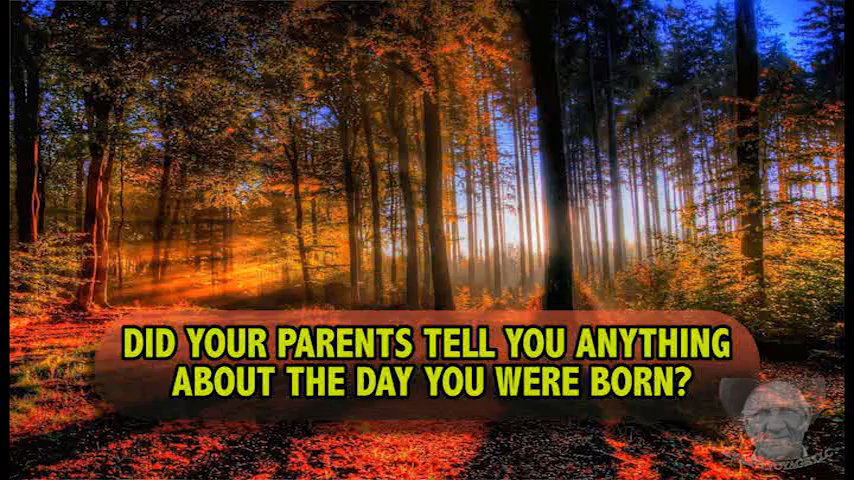 DID YOUR PARENTS TELL YOU ANYTHING
ABOUT THE DAY YOU WERE BORN?